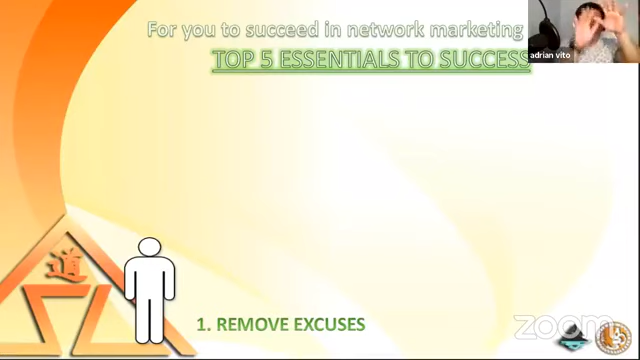 For you to succeed in network marketing
TOP 5 ESSENTIALS TO SUCCESS
adrian vito
道
1. REMOVE EXCUSES
zoom